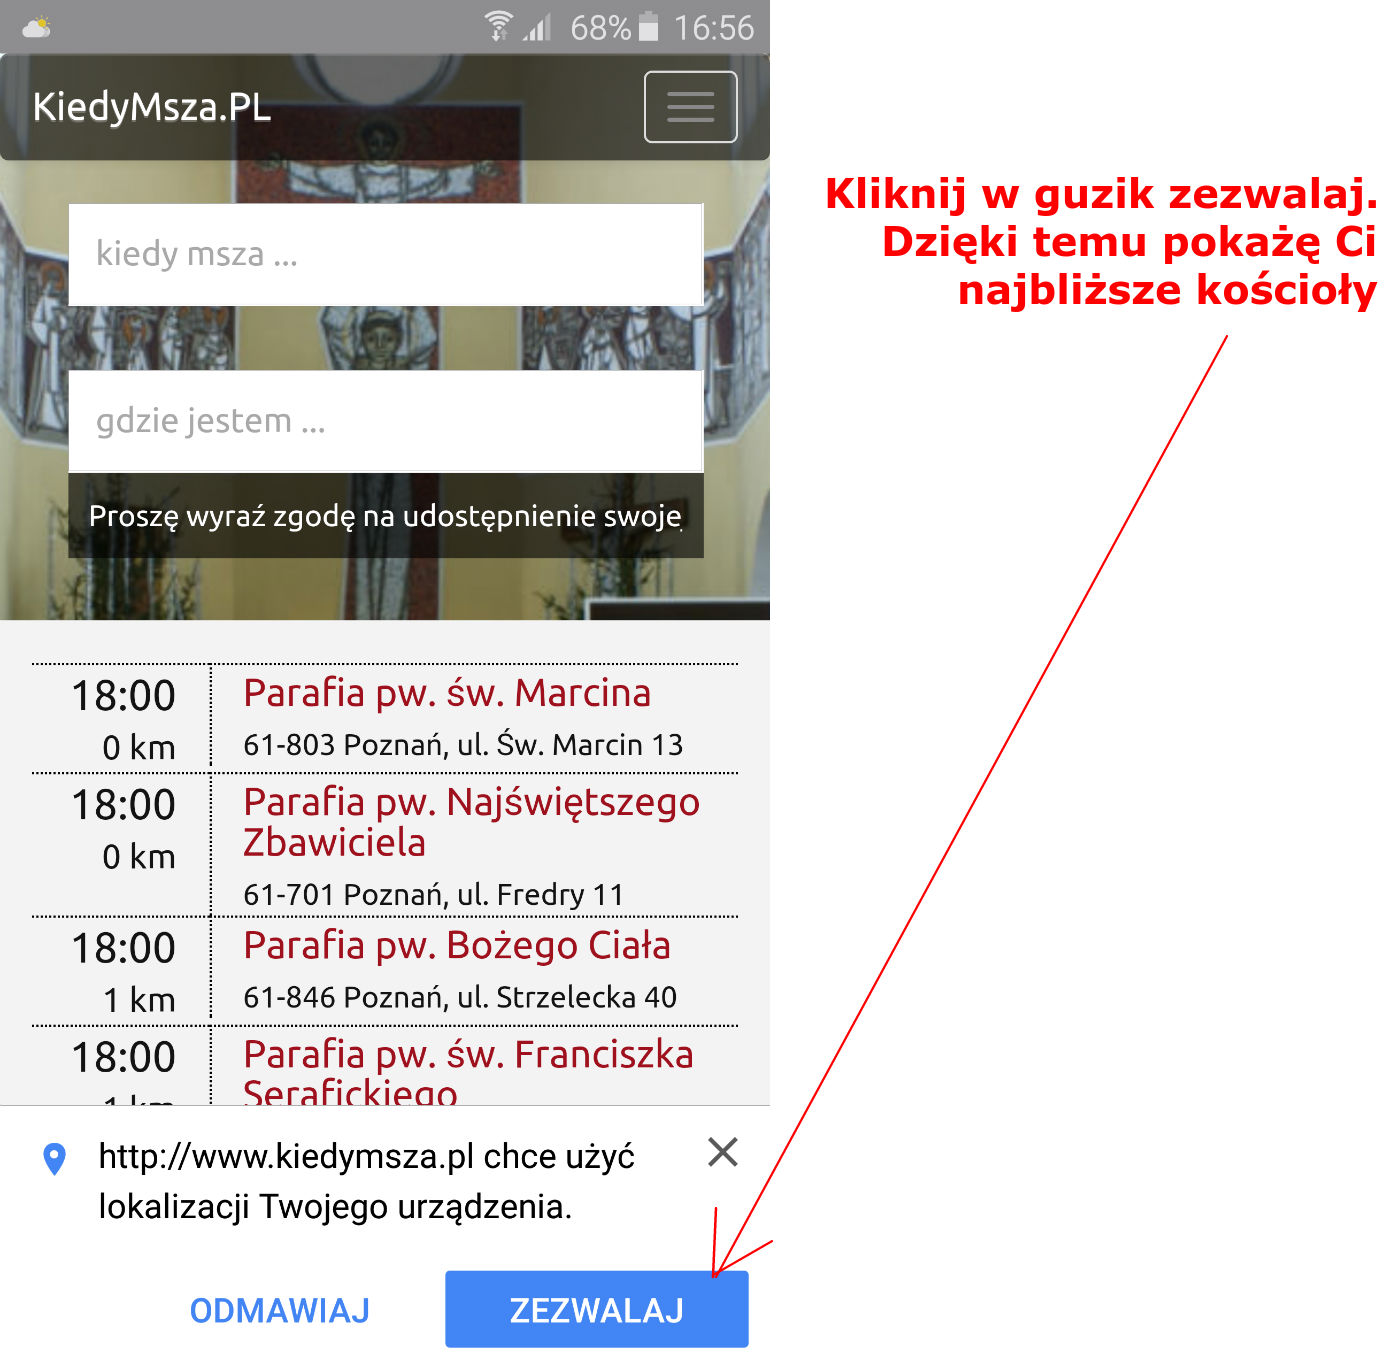 68% 16:56
KiedyMsza.PL
kiedy msza ...
gdzie jestem ...
Proszę wyraź zgodę na udostępnienie swoje
18:00 Parafia pw. św. Marcina
0 km 61-803 Poznań, ul. Św. Marcin 13
18:00 Parafia pw. Najświętszego
Zbawiciela
0 km
61-701 Poznań, ul. Fredry 11
18:00 Parafia pw. Bożego Ciała
1 km 61-846 Poznań, ul. Strzelecka 40
18:00 Parafia pw. św. Franciszka
Serafickiego
1 km
http://www.kiedymsza.pl chce użyć
lokalizacji Twojego urządzenia.
ODMAWIAJ ZEZWALAJ
Kliknij w guzik zezwalaj.
Dzięki temu pokażę Ci
najbliższe kościoły